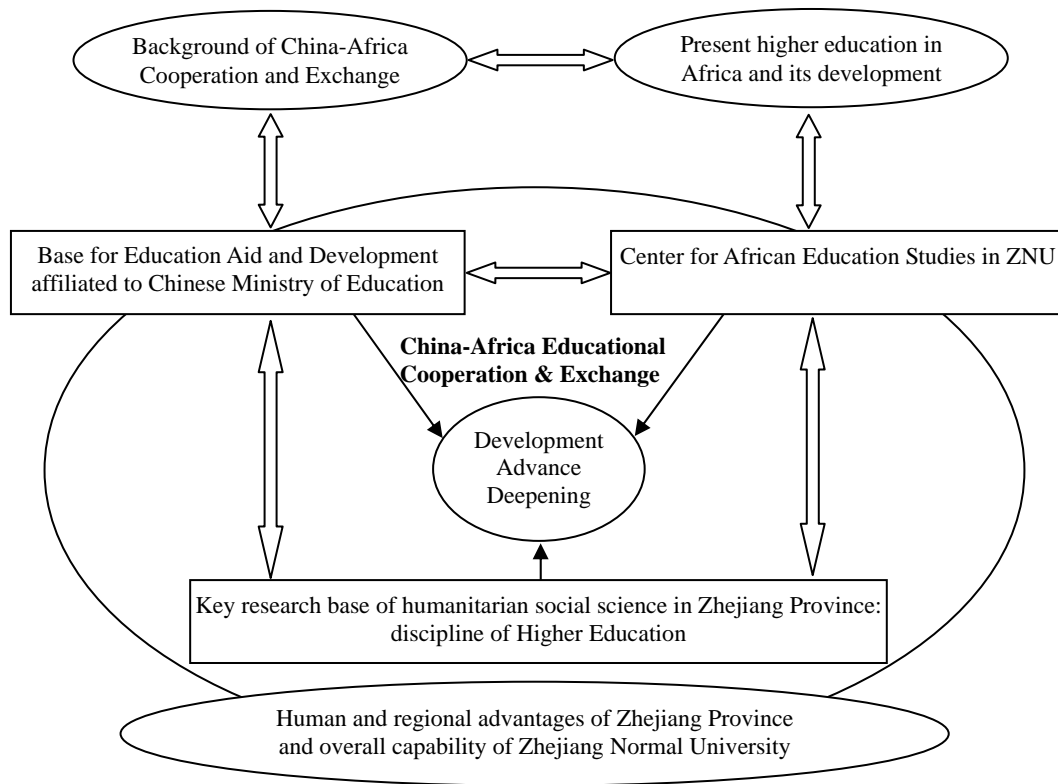 Background of China-Africa
Cooperation and Exchange
Present higher education in
Africa and its development
Base for Education Aid and Development
affiliated to Chinese Ministry of Education
Center for African Education Studies in ZNU
China-Africa Educational
Cooperation & Exchange
Development
Advance
Deepening
Key research base of humanitarian social science in Zhejiang Province:
discipline of Higher Education
Human and regional advantages of Zhejiang Province
and overall capability of Zhejiang Normal University